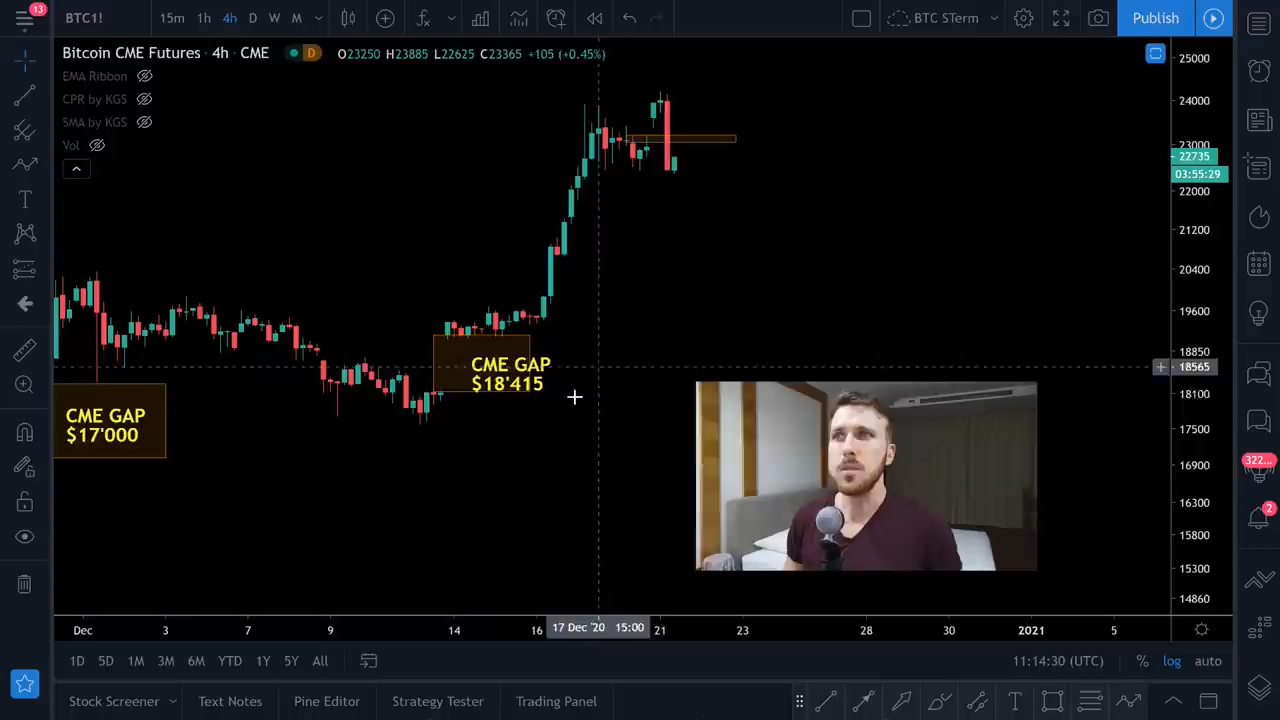 13
BTC1!
15m 1h 4h D W M
BTC STerm
Publish
Bitcoin CME Futures · 4h · CME
D
O23250 H23885 L22625 C23365 +105 (+0.45%)
EMA Ribbon
CPR by KGS
SMA by KGS
Vol
25000
24000
23000
22735
03:55:29
22000
21200
20400
19600
18850
18565
18100
17500
16900
16300
15800
15300
14860
CME GAP
$18'415
CME GAP
$17'000
322...
2
Dec 3 7 14 16 17 Dec '20 15:00 21 23 28 30 2021 5
1D 5D 1M 3M 6M YTD 1Y 5Y All
11:14:30 (UTC) % log auto
Stock Screener Text Notes Pine Editor Strategy Tester Trading Panel